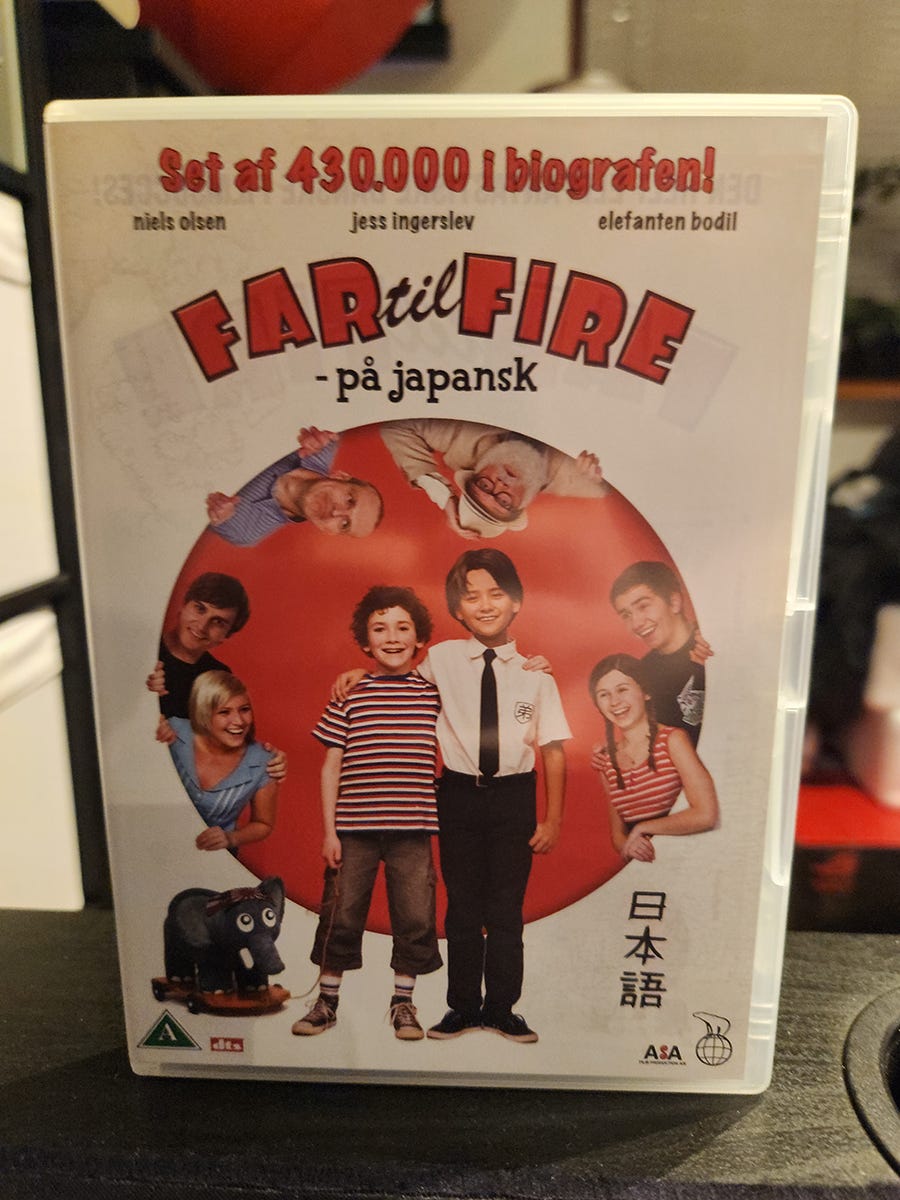 Set af 430.000 i biografen!
niels olsen jess ingerslev elefanten bodil
FAR til FIRE
- på japansk
弟
日
本
語
A
dts
ASA